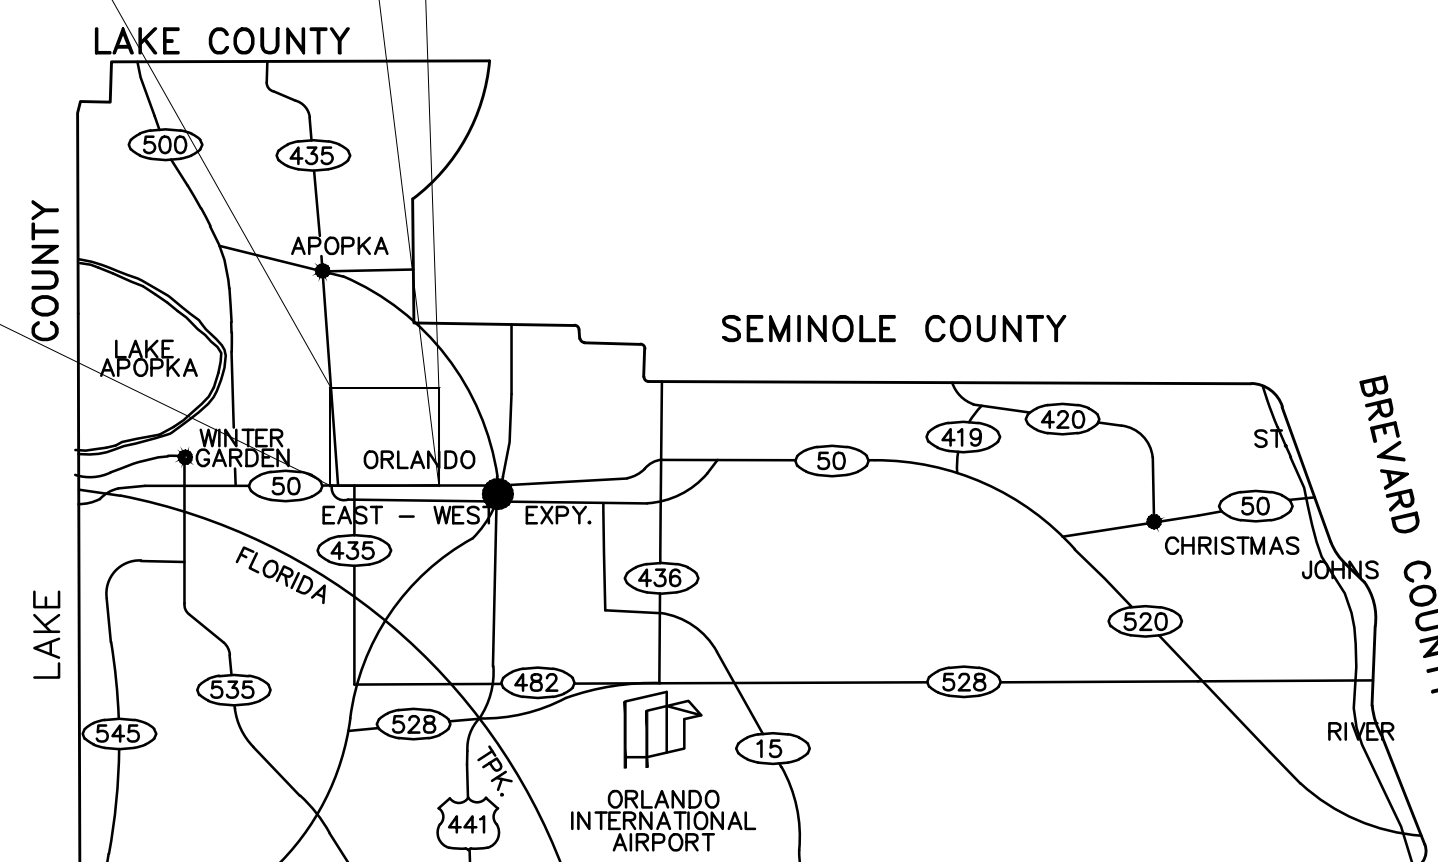 LAKE COUNTY
500
435
APOPKA
COUNTY
SEMINOLE COUNTY
LAKE
APOPKA
BREVARD COUNTY
420
419
ST.
WINTER
GARDEN
ORLANDO
50
50
50
EAST - WEST EXPY.
CHRISTMAS
435
FLORIDA
436
JOHNS
LAKE
520
482
528
535
528
545
15
RIVER
TPK.
441
ORLANDO
INTERNATIONAL
AIRPORT